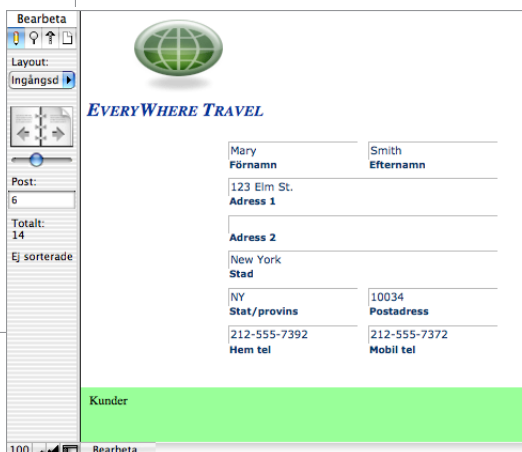 Bearbeta
Layout:
Ingångsd
Post:
6
Totalt:
14
Ej sorterade
EVERYWHERE TRAVEL
Mary Smith
Förnamn Efternamn
123 Elm St.
Adress 1
Adress 2
New York
Stad
NY 10034
Stat/provins Postadress
212-555-7392 212-555-7372
Hem tel Mobil tel
Kunder
100 Bearbeta